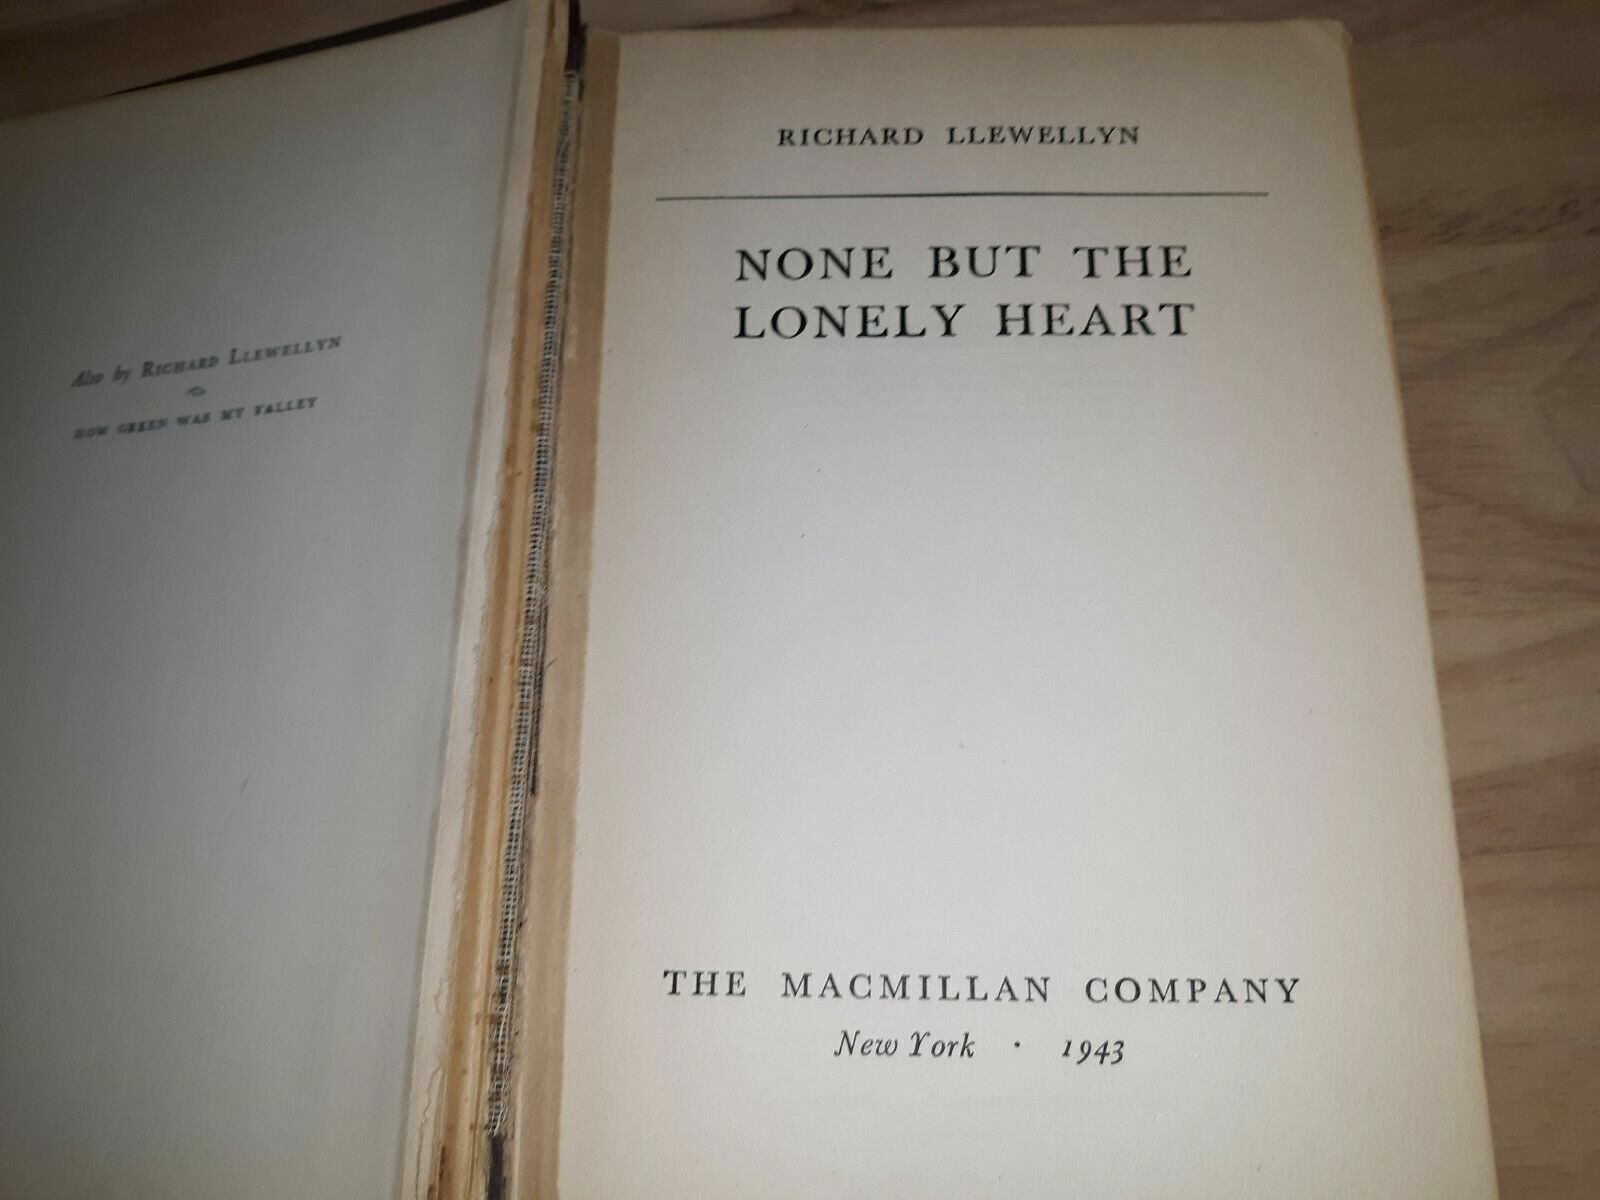 Also by RICHARD LLEWELLYN
HOW GREEN WAS MY VALLEY
RICHARD LLEWELLYN
NONE BUT THE
LONELY HEART
THE MACMILLAN COMPANY
New York · 1943